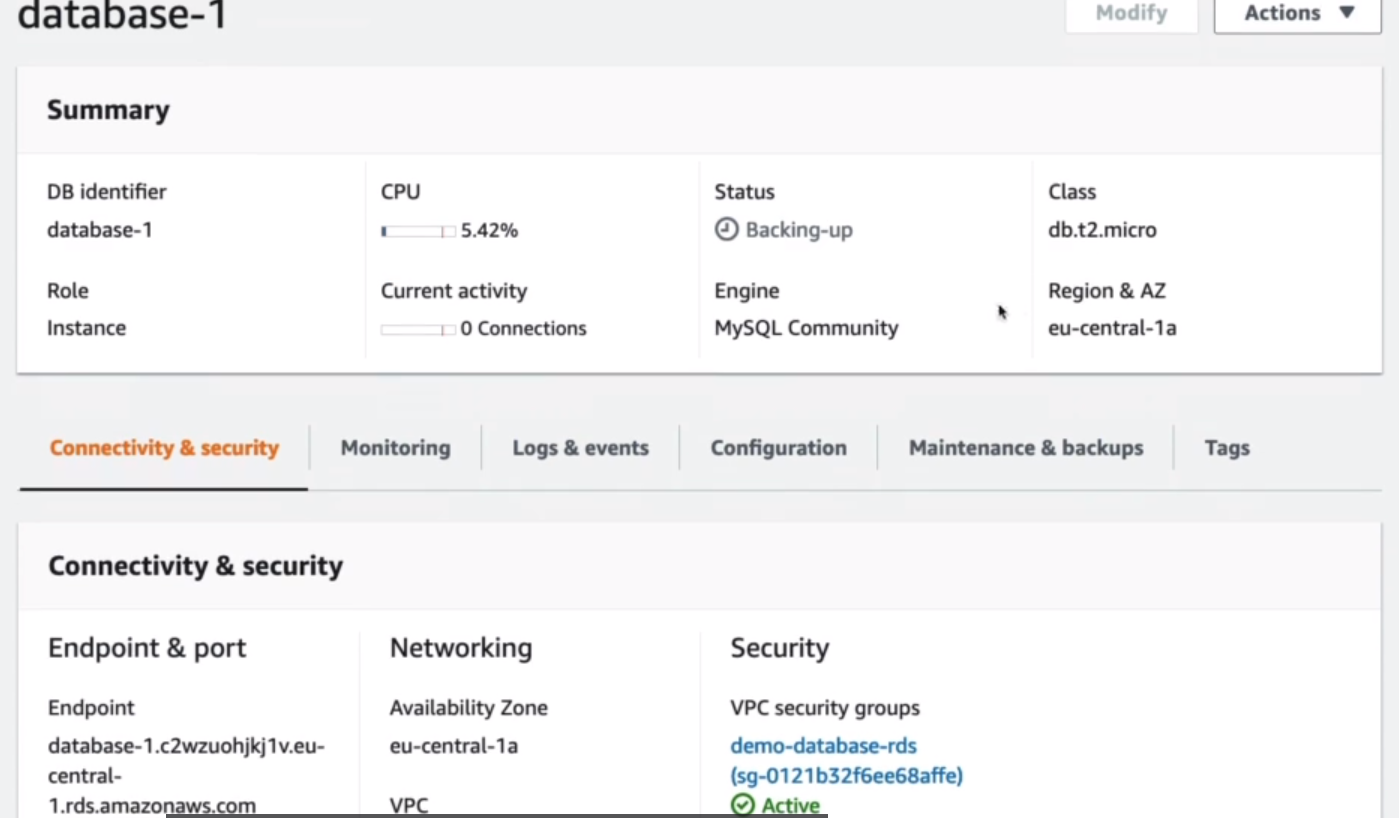 database-1
Modify
Actions
Summary
DB identifier
database-1
CPU
5.42%
Status
Backing-up
Class
db.t2.micro
Role
Instance
Current activity
0 Connections
Engine
MySQL Community
Region & AZ
eu-central-1a
Connectivity & security
Monitoring
Logs & events
Configuration
Maintenance & backups
Tags
Connectivity & security
Endpoint & port
Endpoint
database-1.c2wzuohjkj1v.eu-
central-
1.rds.amazonaws.com
Networking
Availability Zone
eu-central-1a
VPC
Security
VPC security groups
demo-database-rds
(sg-0121b32f6ee68affe)
Active